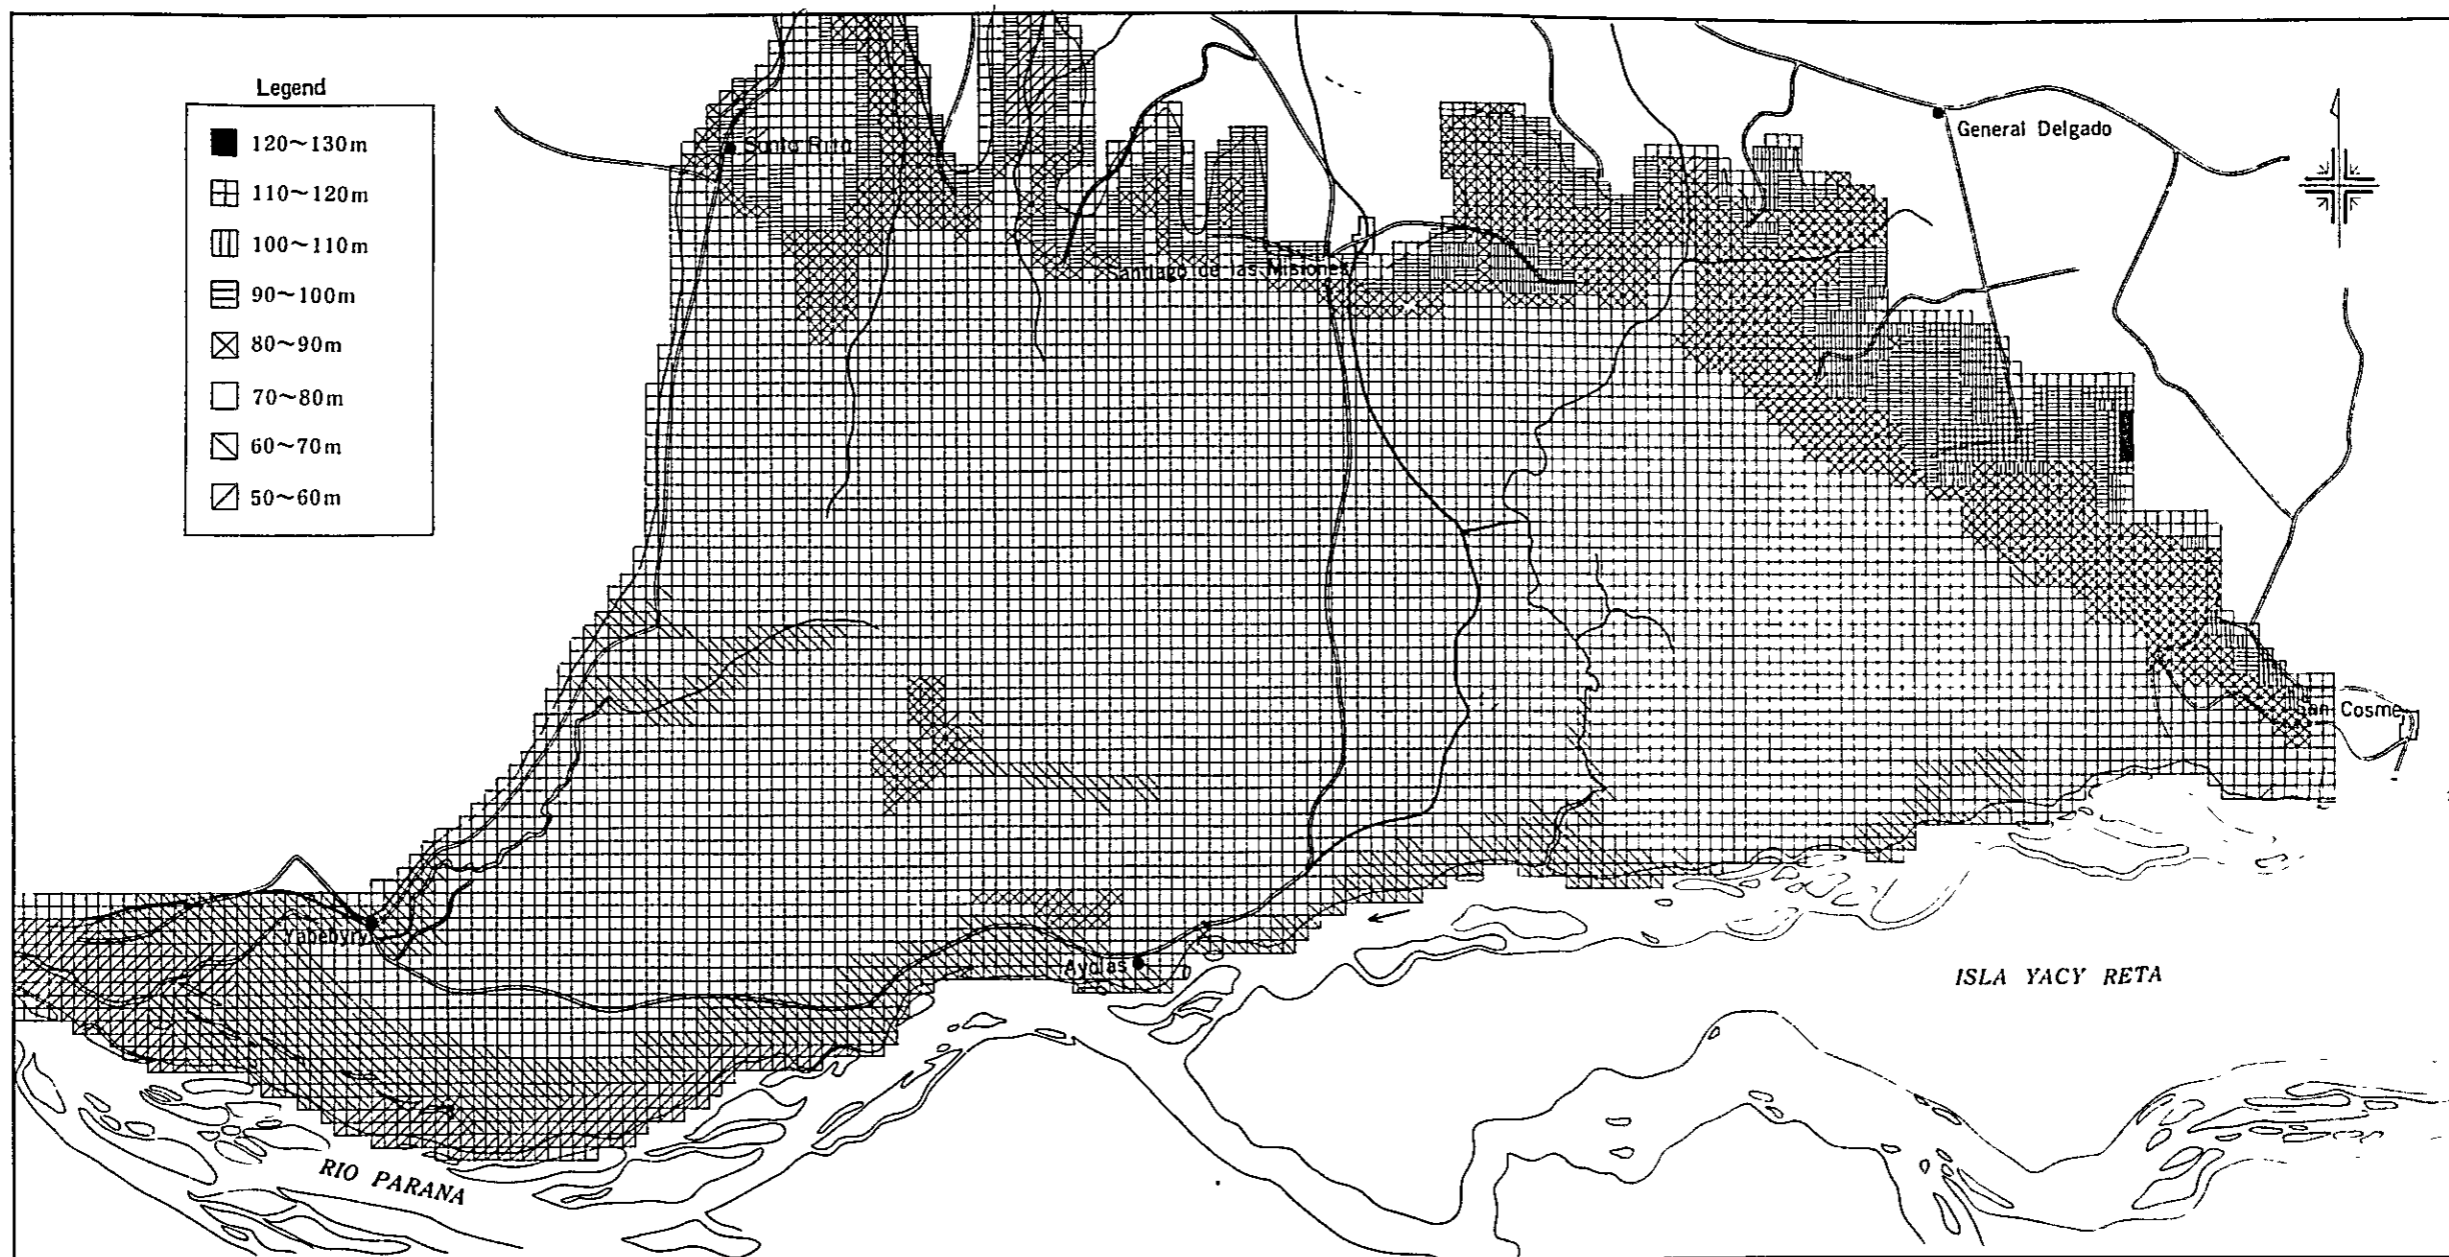 Legend
120~130m
110~120m
100~110m
90~100m
80~90m
70~80m
60~70m
50~60m
Santa Rita
General Delgado
Santiago de las Misiones
San Cosme
Yabebyry
Ayolas
ISLA YACY RETA
RIO PARANA